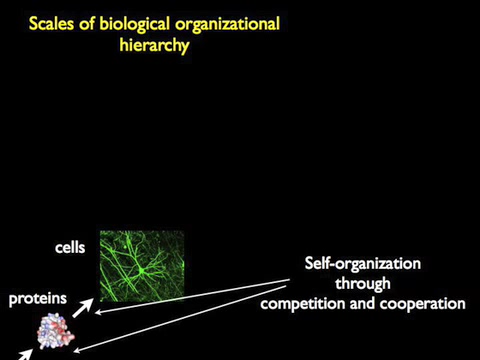 Scales of biological organizational
hierarchy
cells
proteins
Self-organization
through
competition and cooperation